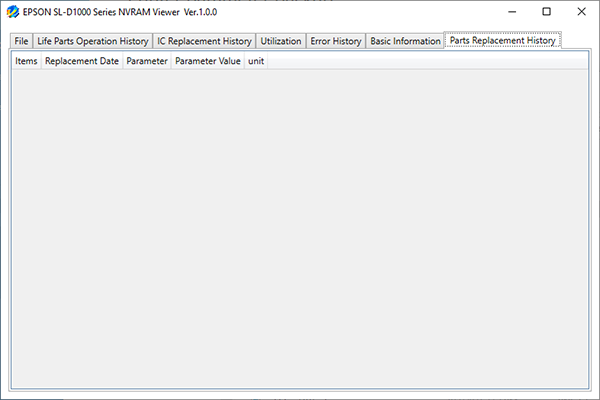 EPSON SL-D1000 Series NVRAM Viewer Ver.1.0.0
File Life Parts Operation History IC Replacement History Utilization Error History Basic Information Parts Replacement History
Items Replacement Date Parameter Parameter Value unit